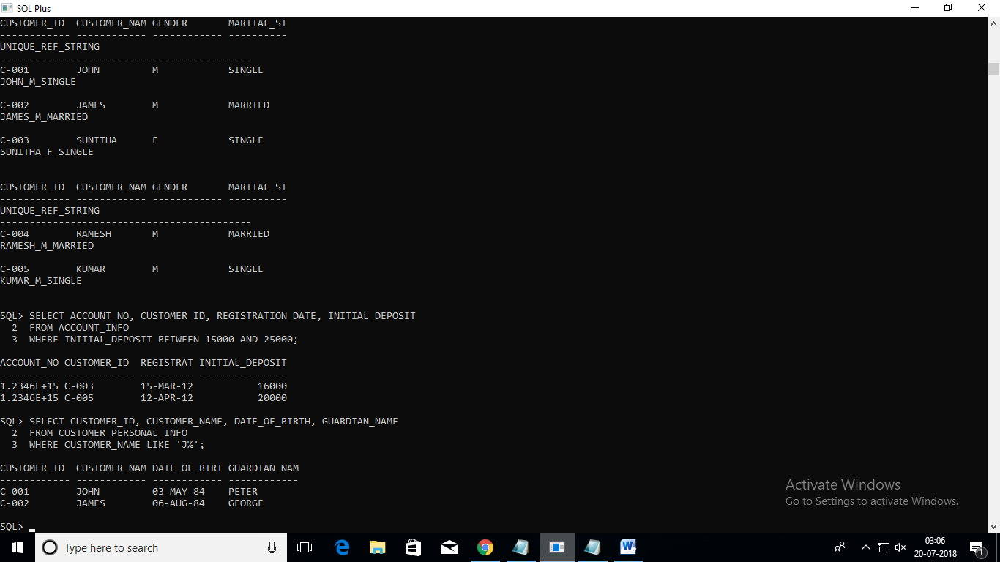 SQL Plus
CUSTOMER_ID  CUSTOMER_NAM GENDER       MARITAL_ST
------------ ------------ ------------ ----------
UNIQUE_REF_STRING
-------------------------------------------
C-001        JOHN         M            SINGLE
JOHN_M_SINGLE

C-002        JAMES        M            MARRIED
JAMES_M_MARRIED

C-003        SUNITHA      F            SINGLE
SUNITHA_F_SINGLE


CUSTOMER_ID  CUSTOMER_NAM GENDER       MARITAL_ST
------------ ------------ ------------ ----------
UNIQUE_REF_STRING
-------------------------------------------
C-004        RAMESH       M            MARRIED
RAMESH_M_MARRIED

C-005        KUMAR        M            SINGLE
KUMAR_M_SINGLE


SQL> SELECT ACCOUNT_NO, CUSTOMER_ID, REGISTRATION_DATE, INITIAL_DEPOSIT
  2  FROM ACCOUNT_INFO
  3  WHERE INITIAL_DEPOSIT BETWEEN 15000 AND 25000;

ACCOUNT_NO CUSTOMER_ID  REGISTRAT INITIAL_DEPOSIT
---------- ------------ --------- ---------------
1.2346E+15 C-003        15-MAR-12           16000
1.2346E+15 C-005        12-APR-12           20000

SQL> SELECT CUSTOMER_ID, CUSTOMER_NAME, DATE_OF_BIRTH, GUARDIAN_NAME
  2  FROM CUSTOMER_PERSONAL_INFO
  3  WHERE CUSTOMER_NAME LIKE 'J%';

CUSTOMER_ID  CUSTOMER_NAM DATE_OF_BIRT GUARDIAN_NAM
------------ ------------ ------------ ------------
C-001        JOHN         03-MAY-84    PETER
C-002        JAMES        06-AUG-84    GEORGE

SQL>
Activate Windows
Go to Settings to activate Windows.
Type here to search
03:06
20-07-2018
1